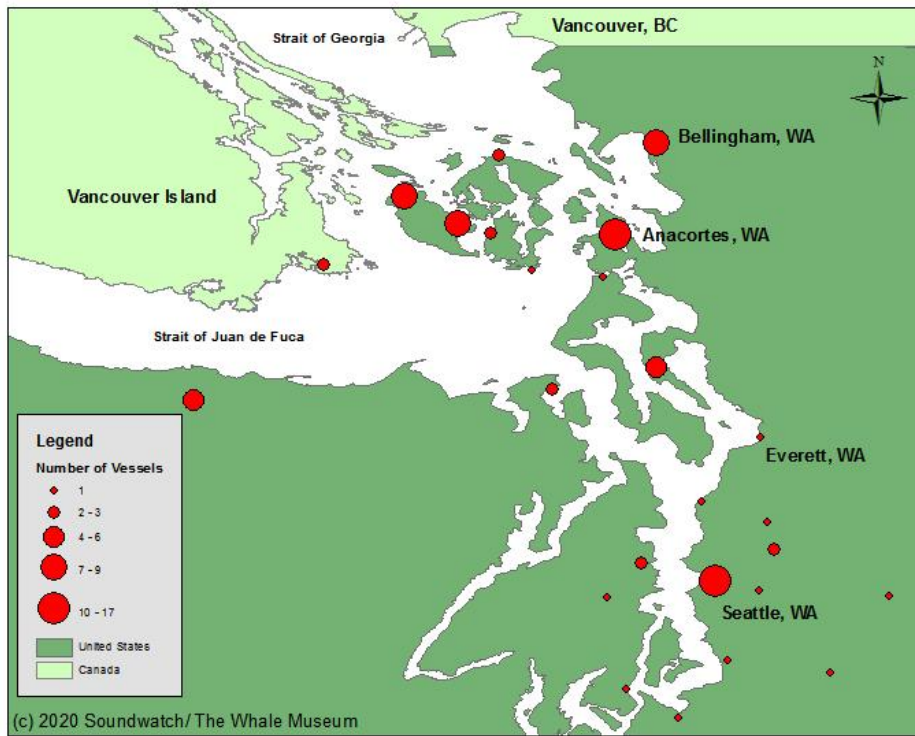 Strait of Georgia
Vancouver, BC
N
Bellingham, WA
Vancouver Island
Anacortes, WA
Strait of Juan de Fuca
Legend
Number of Vessels
1
2 - 3
4 - 6
7 - 9
10 - 17
United States
Canada
Everett, WA
Seattle, WA
(c) 2020 Soundwatch/ The Whale Museum